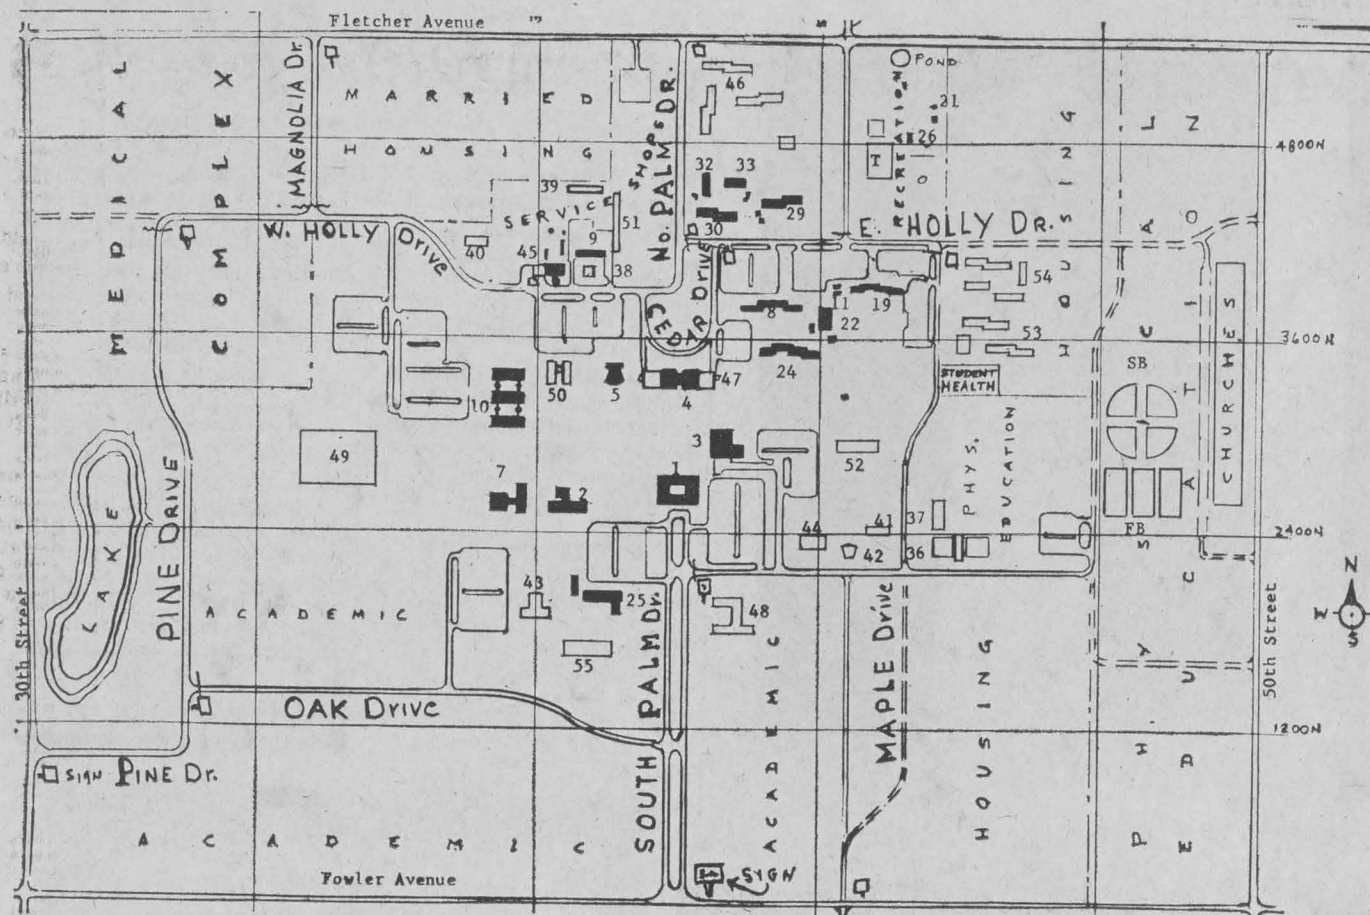 Fletcher Avenue
MEDICAL
COMPLEX
MAGNOLIA Dr.
MARRIED
HOUSING
SHOPS
No. PALM DR.
46
POND
RECREATION
21
26
T
HOUSING
4800N
32
33
39
SERVICE
51
29
30
E. HOLLY DR.
W. HOLLY Drive
40
45
9
38
CEDAR DRIVE
8
1
19
22
54
53
3600N
24
STUDENT
HEALTH
SB
CHURCHES
10
50
5
4
47
49
3
52
7
2
1
PHYS.
EDUCATION
44
41
42
37
36
FB
2400N
LAKE
PINE DRIVE
ACADEMIC
43
25
55
48
SOUTH PALM Dr.
ACADEMIC
MAPLE Drive
HOUSING
30th Street
50th Street
N
S
OAK Drive
1200N
SIGN PINE Dr.
ACADEMIC
PHYS
EDUCATION
SYGN
Fowler Avenue